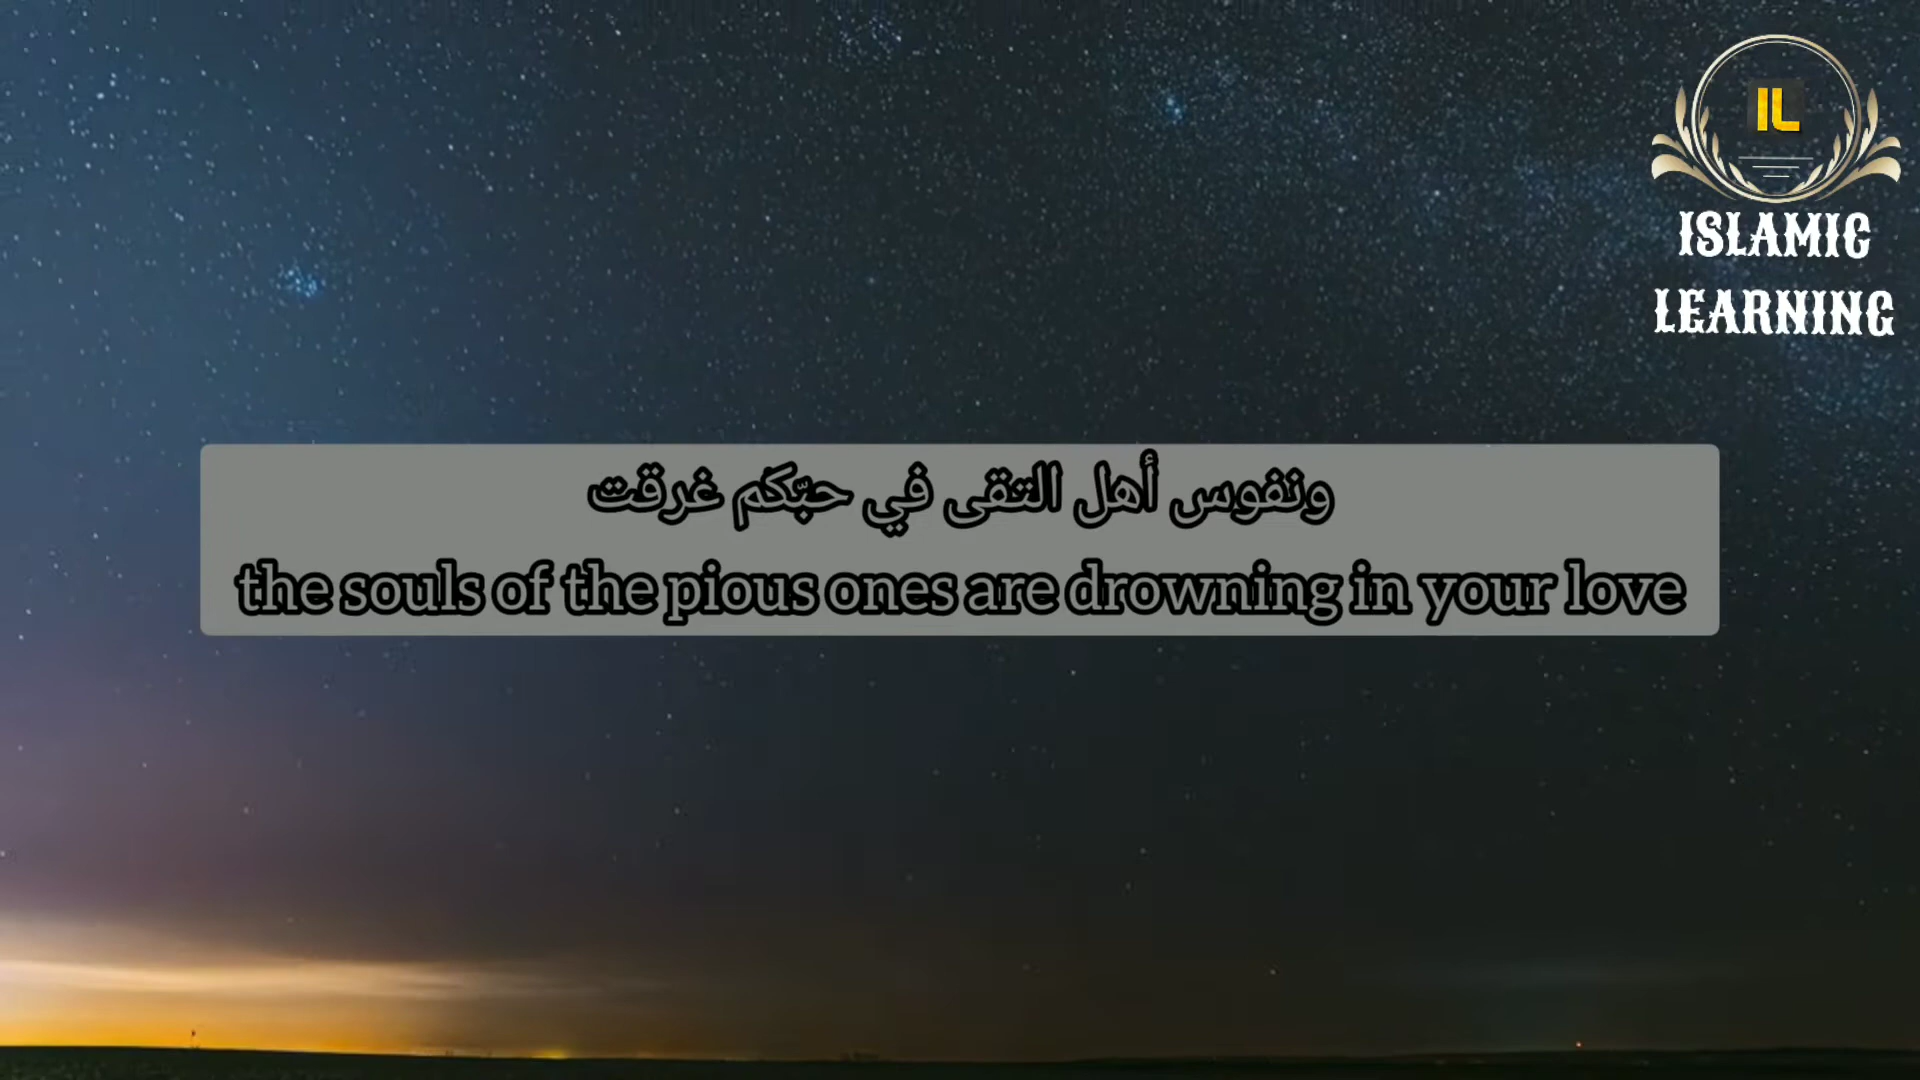 IL
ISLAMIC
LEARNING
ونفوس أهل التقى في حبّكم غرقت
the souls of the pious ones are drowning in your love